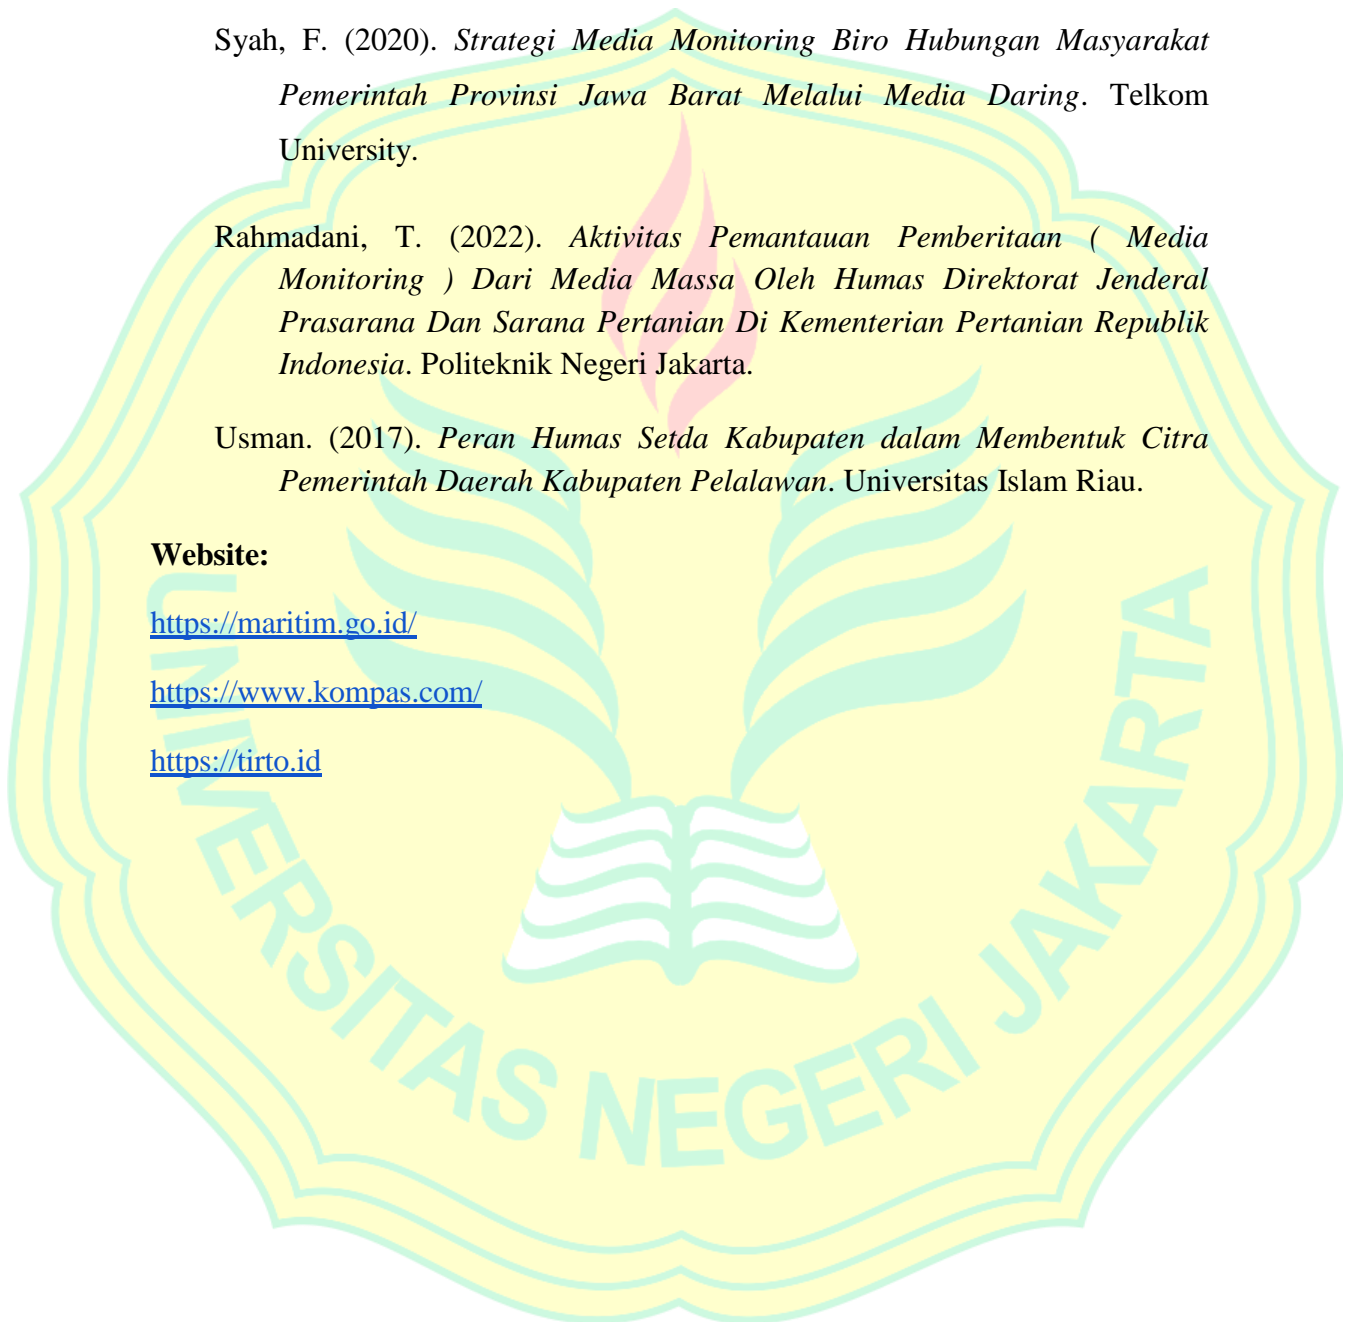 Syah, F. (2020). Strategi Media Monitoring Biro Hubungan Masyarakat
Pemerintah Provinsi Jawa Barat Melalui Media Daring. Telkom
University.
Rahmadani, T. (2022). Aktivitas Pemantauan Pemberitaan ( Media
Monitoring ) Dari Media Massa Oleh Humas Direktorat Jenderal
Prasarana Dan Sarana Pertanian Di Kementerian Pertanian Republik
Indonesia. Politeknik Negeri Jakarta.
Usman. (2017). Peran Humas Setda Kabupaten dalam Membentuk Citra
Pemerintah Daerah Kabupaten Pelalawan. Universitas Islam Riau.
Website:
https://maritim.go.id/
https://www.kompas.com/
https://tirto.id
UNIVERSITAS NEGERI JAKARTA